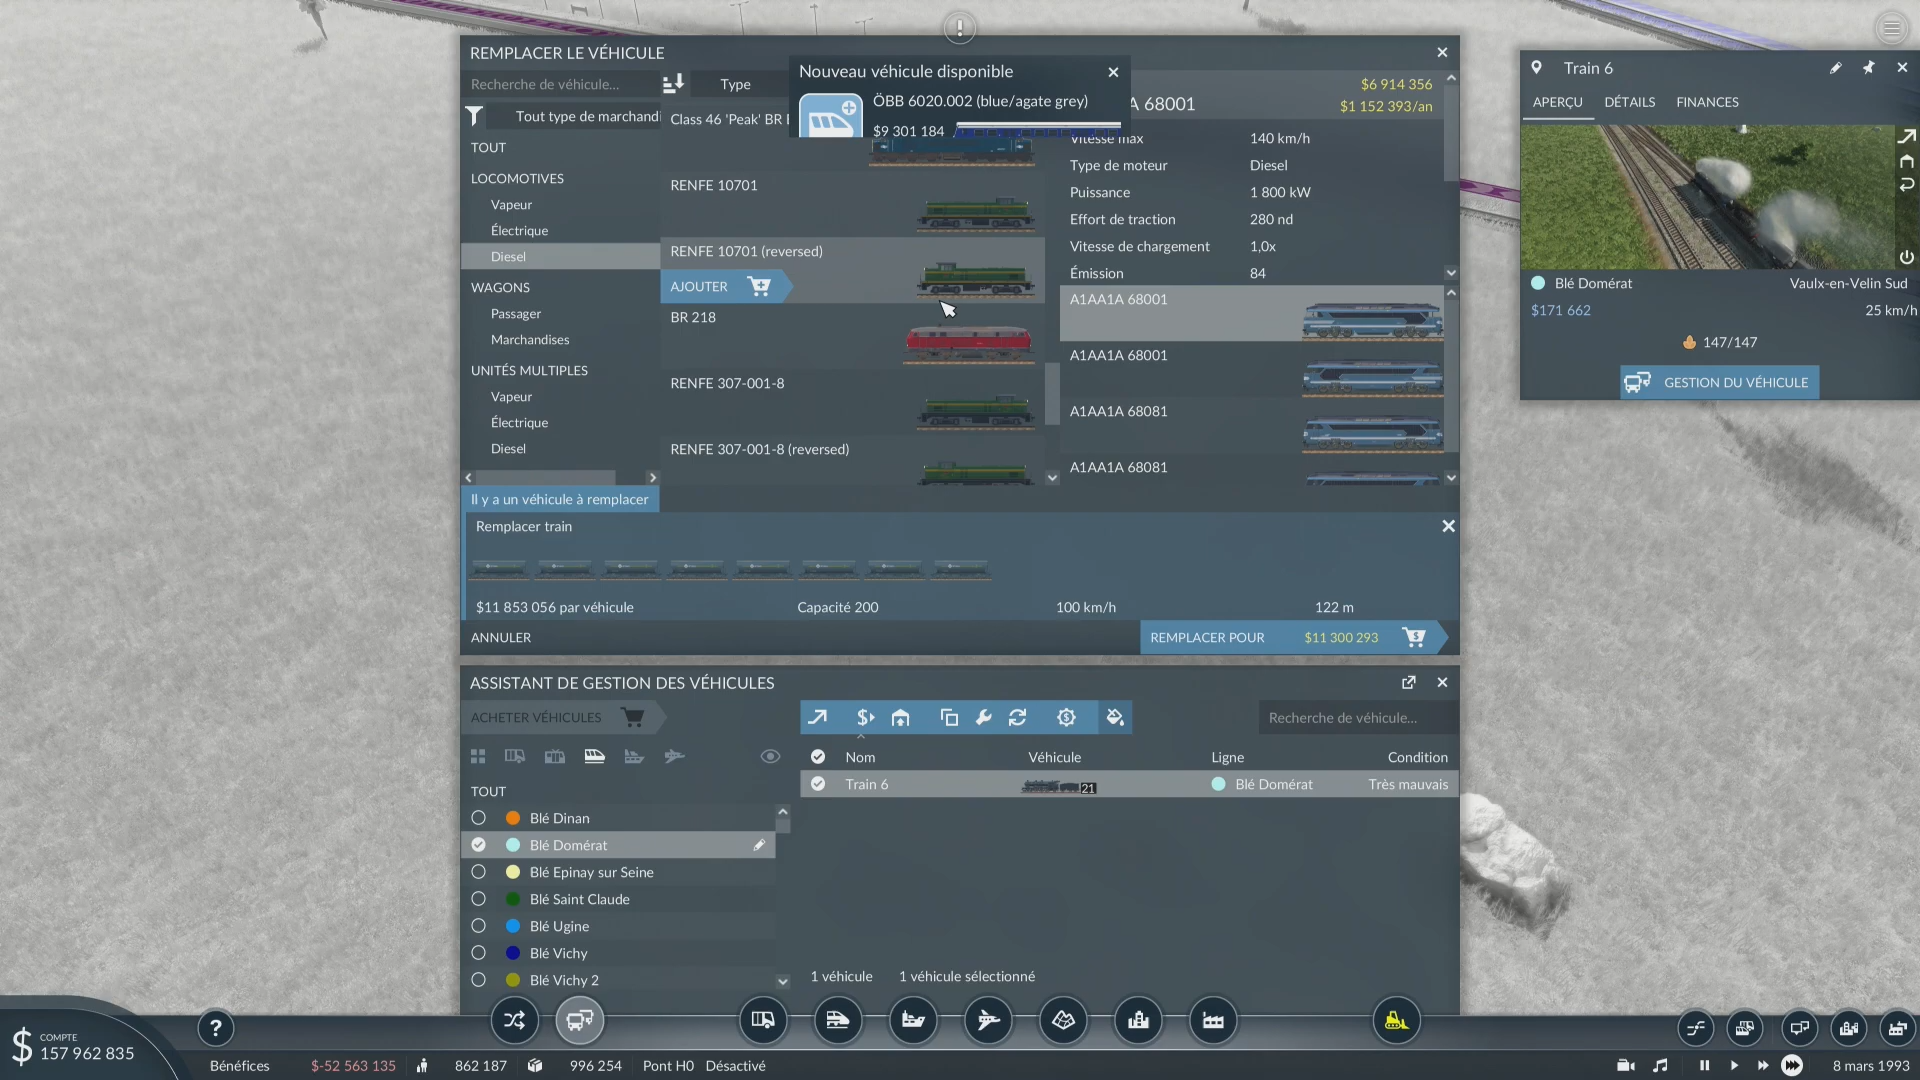 REMPLACER LE VÉHICULE
Recherche de véhicule...
Type
Tout type de marchandi
TOUT
LOCOMOTIVES
Vapeur
Électrique
Diesel
WAGONS
Passager
Marchandises
UNITÉS MULTIPLES
Vapeur
Électrique
Diesel
Class 46 'Peak' BR
RENFE 10701
RENFE 10701 (reversed)
AJOUTER
BR 218
RENFE 307-001-8
RENFE 307-001-8 (reversed)
Nouveau véhicule disponible
ÖBB 6020.002 (blue/agate grey)
$9 301 184
A 68001
$6 914 356
$1 152 393/an
Vitesse max 140 km/h
Type de moteur Diesel
Puissance 1 800 kW
Effort de traction 280 nd
Vitesse de chargement 1,0x
Émission 84
A1AA1A 68001
A1AA1A 68001
A1AA1A 68081
A1AA1A 68081
Il y a un véhicule à remplacer
Remplacer train
$11 853 056 par véhicule Capacité 200 100 km/h 122 m
ANNULER
REMPLACER POUR $11 300 293
Train 6
APERÇU DÉTAILS FINANCES
Blé Domérat Vaulx-en-Velin Sud
$171 662 25 km/h
147/147
GESTION DU VÉHICULE
ASSISTANT DE GESTION DES VÉHICULES
ACHETER VÉHICULES
Recherche de véhicule...
Nom Véhicule Ligne Condition
Train 6 21 Blé Domérat Très mauvais
TOUT
Blé Dinan
Blé Domérat
Blé Epinay sur Seine
Blé Saint Claude
Blé Ugine
Blé Vichy
Blé Vichy 2
1 véhicule 1 véhicule sélectionné
COMPTE
157 962 835
Bénéfices $-52 563 135 862 187 996 254 Pont H0 Désactivé
8 mars 1993